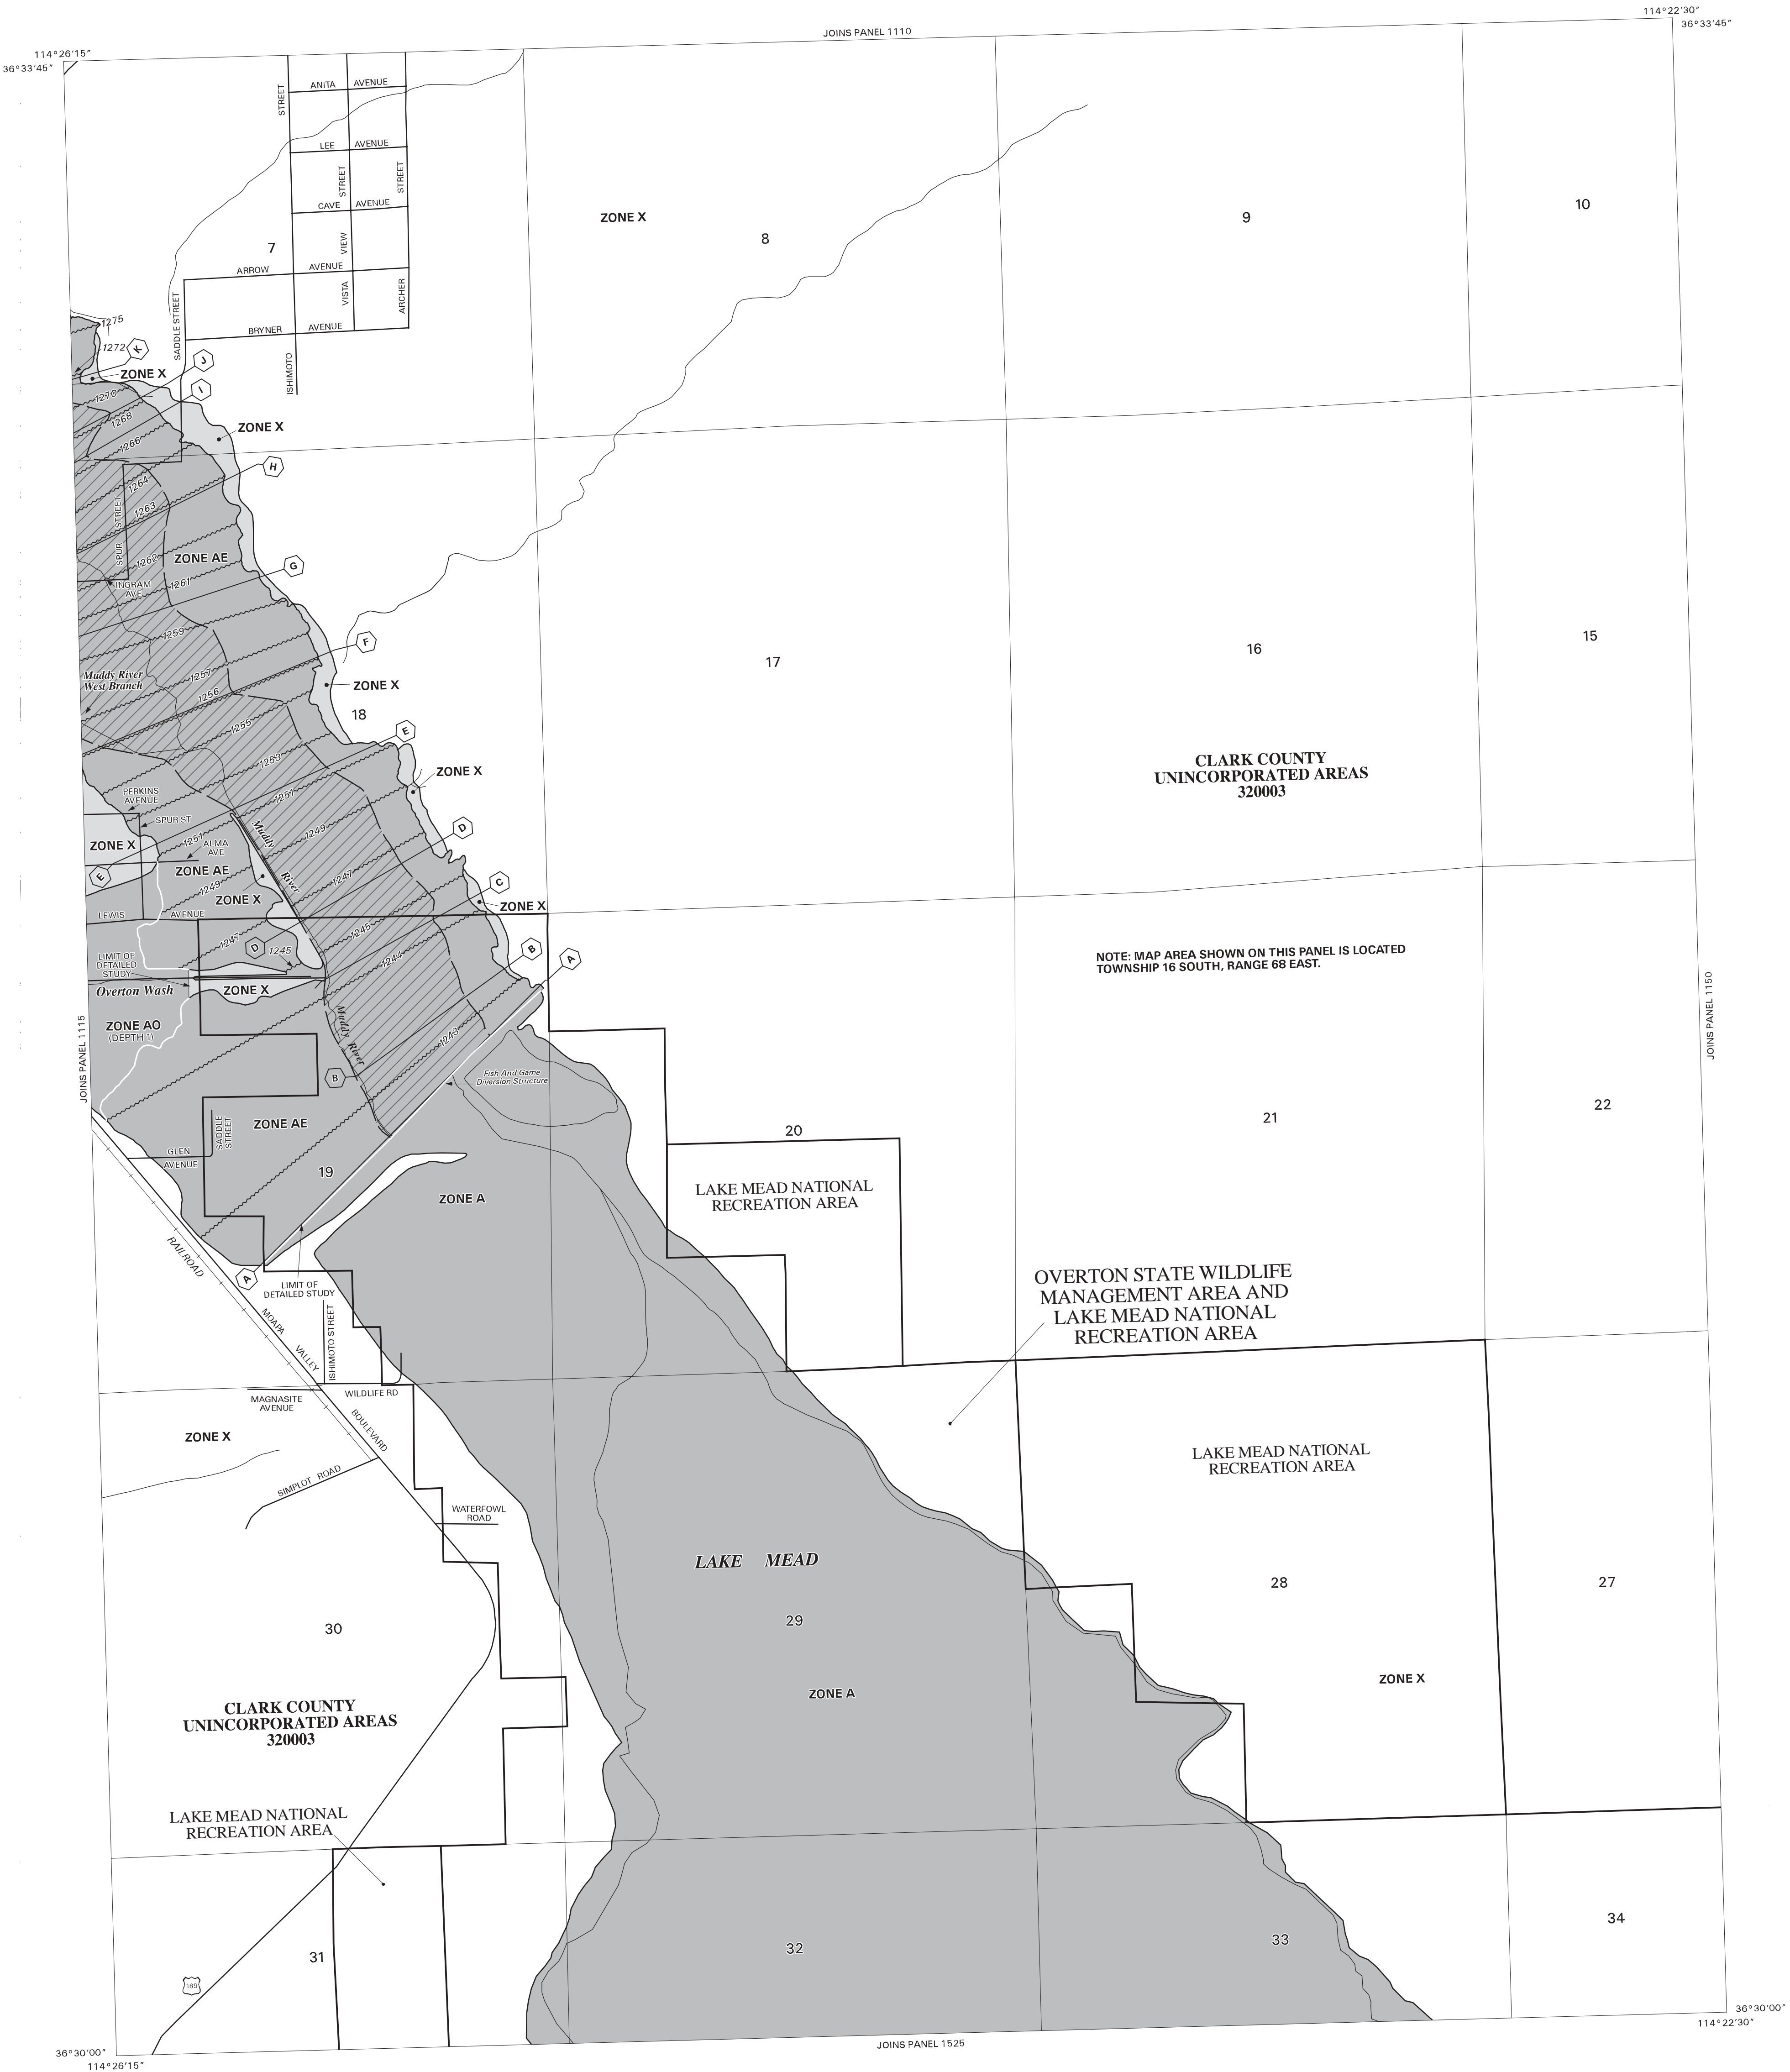 114°22'30"
36°33'45"
JOINS PANEL 1110
114°26'15"
36°33'45"
STREET
ANITA AVENUE
LEE AVENUE
STREET
STREET
CAVE AVENUE
10
9
ZONE X
8
7
VIEW
ARROW AVENUE
VISTA
ARCHER
SADDLE STREET
BRYNER AVENUE
ISHIMOTO
1275
1272
K
J
ZONE X
I
1270
1268
ZONE X
1266
H
1264
1263
SPUR STREET
1262
ZONE AE
G
1261
INGRAM
AVE
1259
F
15
16
17
Muddy River
West Branch
1257
ZONE X
1256
18
1255
E
1253
ZONE X
CLARK COUNTY
UNINCORPORATED AREAS
320003
PERKINS
AVENUE
1251
SPUR ST
Muddy
River
1249
D
1251
ALMA
AVE
ZONE X
ZONE AE
E
1247
C
1249
ZONE X
ZONE X
LEWIS AVENUE
1245
1247
D
1245
B
A
1244
LIMIT OF
DETAILED
STUDY
NOTE: MAP AREA SHOWN ON THIS PANEL IS LOCATED
TOWNSHIP 16 SOUTH, RANGE 68 EAST.
Overton Wash
ZONE X
JOINS PANEL 1150
JOINS PANEL 1115
ZONE AO
(DEPTH 1)
Muddy River
1243
B
Fish And Game
Diversion Structure
22
21
20
ZONE AE
SADDLE
STREET
GLEN
AVENUE
19
ZONE A
LAKE MEAD NATIONAL
RECREATION AREA
RAILROAD
A
LIMIT OF
DETAILED STUDY
OVERTON STATE WILDLIFE
MANAGEMENT AREA AND
LAKE MEAD NATIONAL
RECREATION AREA
MOAPA
VALLEY
BOULEVARD
ISHIMOTO STREET
WILDLIFE RD
MAGNASITE
AVENUE
ZONE X
LAKE MEAD NATIONAL
RECREATION AREA
SIMPLOT ROAD
WATERFOWL
ROAD
LAKE MEAD
28
27
29
30
ZONE X
ZONE A
CLARK COUNTY
UNINCORPORATED AREAS
320003
LAKE MEAD NATIONAL
RECREATION AREA
34
33
32
31
169
36°30'00"
114°22'30"
JOINS PANEL 1525
36°30'00"
114°26'15"